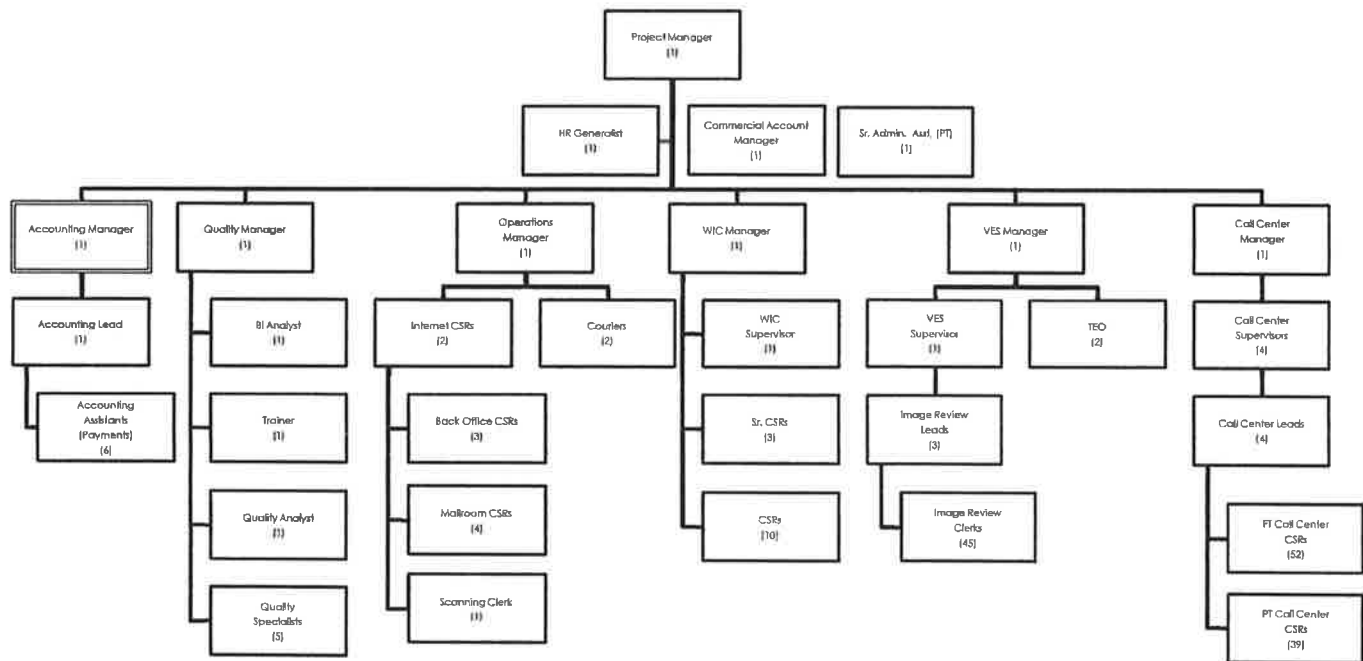 Project Manager
(1)
HR Generalist
(1)
Commercial Account
Manager
(1)
Sr. Admin. Asst. (PT)
(1)
Accounting Manager
(1)
Quality Manager
(1)
Operations
Manager
(1)
WIC Manager
(1)
VES Manager
(1)
Call Center
Manager
(1)
Accounting Lead
(1)
BI Analyst
(1)
Internet CSRs
(2)
Couriers
(2)
WIC
Supervisor
(1)
VES
Supervisor
(1)
TEO
(2)
Call Center
Supervisors
(4)
Accounting
Assistants
(Payments)
(6)
Trainer
(1)
Back Office CSRs
(3)
Sr. CSRs
(3)
Image Review
Leads
(3)
Call Center Leads
(4)
Quality Analyst
(1)
Mailroom CSRs
(4)
CSRs
(10)
Image Review
Clerks
(45)
FT Call Center
CSRs
(52)
Quality
Specialists
(5)
Scanning Clerk
(1)
PT Call Center
CSRs
(39)